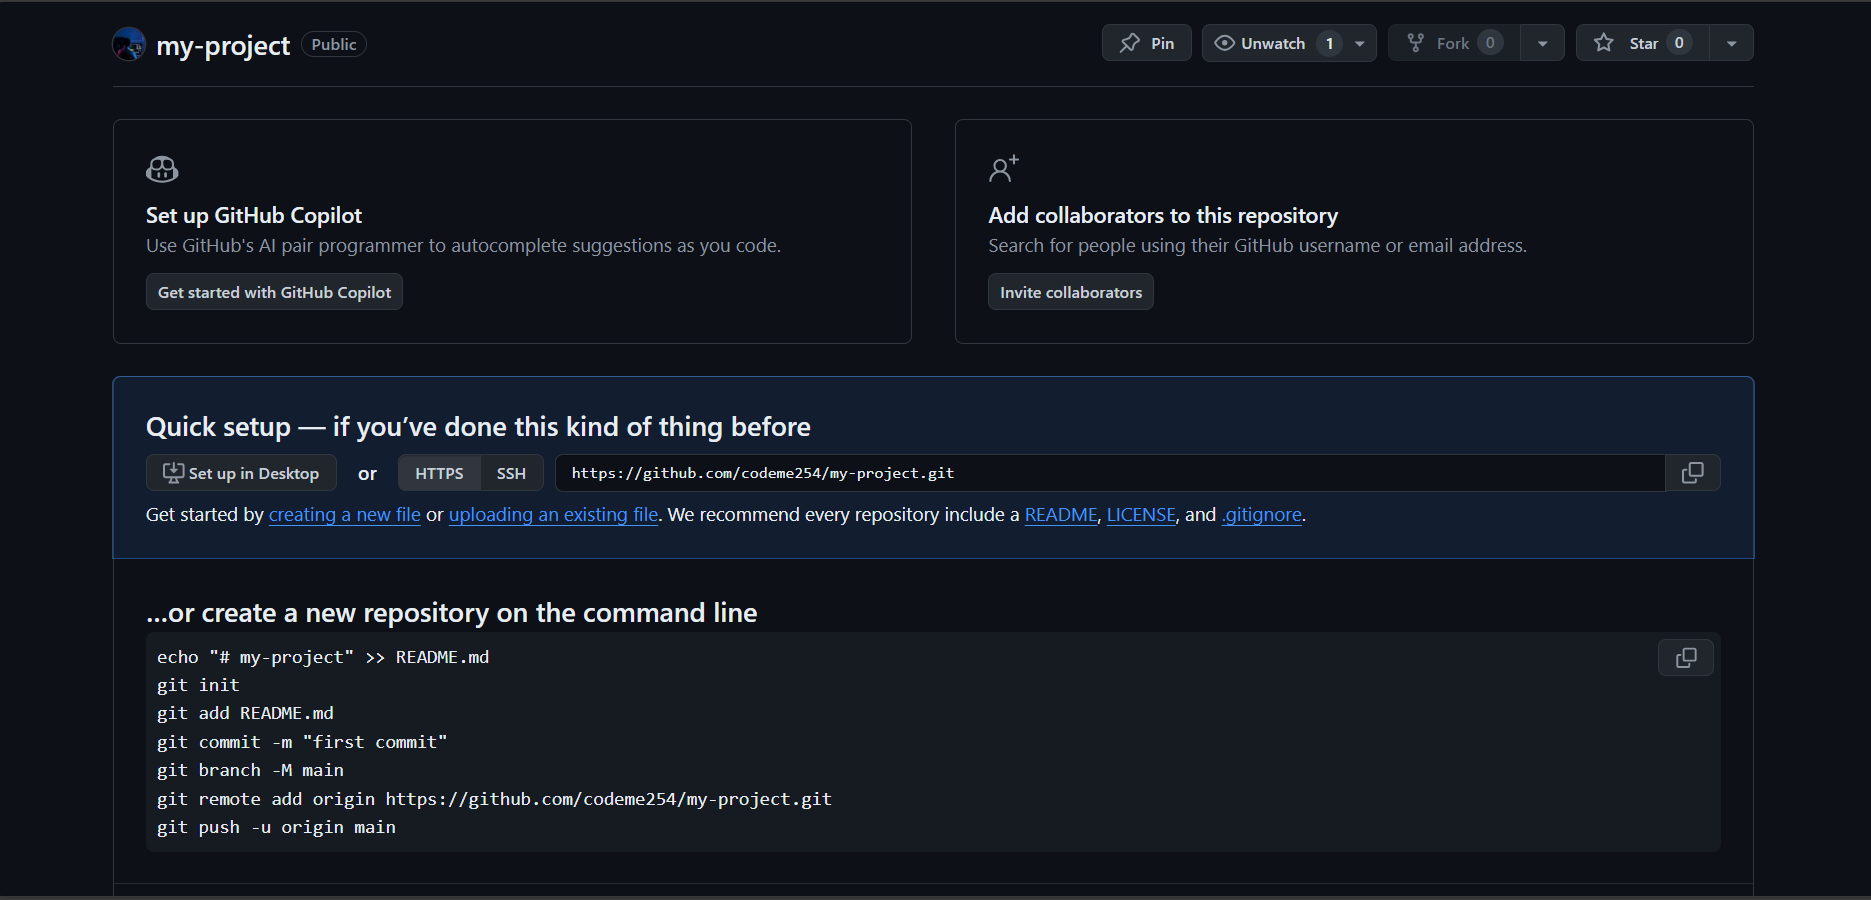 my-project Public Pin Unwatch 1 Fork 0 Star 0
Set up GitHub Copilot
Use GitHub's AI pair programmer to autocomplete suggestions as you code.
Get started with GitHub Copilot
Add collaborators to this repository
Search for people using their GitHub username or email address.
Invite collaborators
Quick setup — if you’ve done this kind of thing before
Set up in Desktop or HTTPS SSH https://github.com/codeme254/my-project.git
Get started by creating a new file or uploading an existing file. We recommend every repository include a README, LICENSE, and .gitignore.
…or create a new repository on the command line
echo "# my-project" >> README.md
git init
git add README.md
git commit -m "first commit"
git branch -M main
git remote add origin https://github.com/codeme254/my-project.git
git push -u origin main